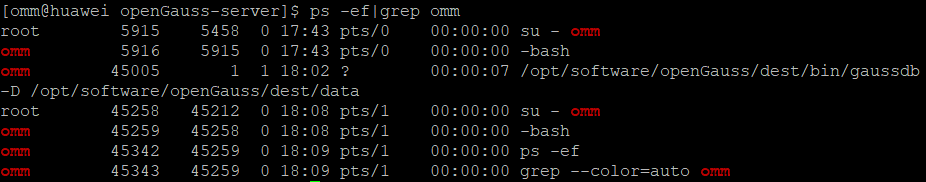 [omm@huawei openGauss-server]$ ps -ef|grep omm
root 5915 5458 0 17:43 pts/0 00:00:00 su - omm
omm 5916 5915 0 17:43 pts/0 00:00:00 -bash
omm 45005 1 1 18:02 ? 00:00:07 /opt/software/openGauss/dest/bin/gaussdb
-D /opt/software/openGauss/dest/data
root 45258 45212 0 18:08 pts/1 00:00:00 su - omm
omm 45259 45258 0 18:08 pts/1 00:00:00 -bash
omm 45342 45259 0 18:09 pts/1 00:00:00 ps -ef
omm 45343 45259 0 18:09 pts/1 00:00:00 grep --color=auto omm